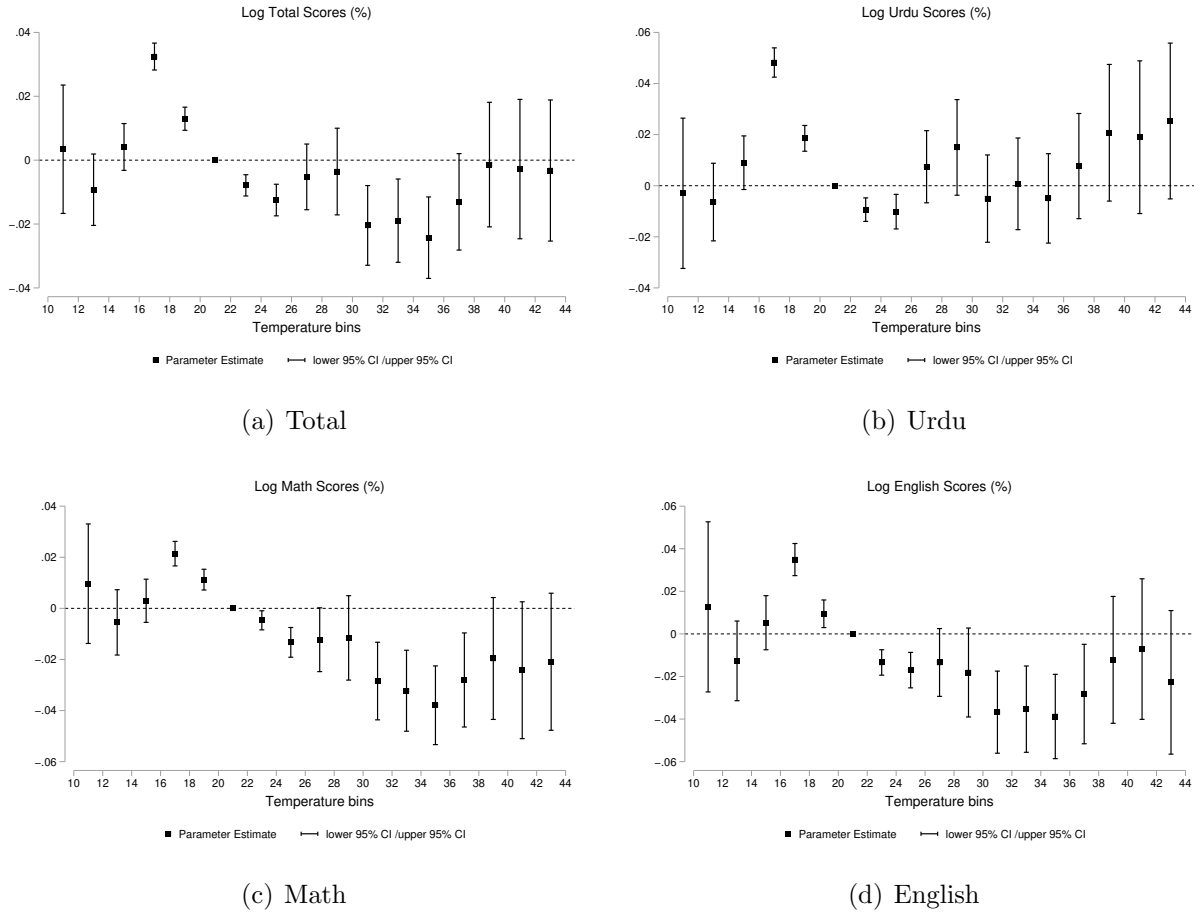 Log Total Scores (%)
.04
.02
0
−.02
−.04
10 12 14 16 18 20 22 24 26 28 30 32 34 36 38 40 42 44
Temperature bins
Parameter Estimate lower 95% CI /upper 95% CI
(a) Total
Log Urdu Scores (%)
.06
.04
.02
0
−.02
−.04
10 12 14 16 18 20 22 24 26 28 30 32 34 36 38 40 42 44
Temperature bins
Parameter Estimate lower 95% CI /upper 95% CI
(b) Urdu
Log Math Scores (%)
.04
.02
0
−.02
−.04
−.06
10 12 14 16 18 20 22 24 26 28 30 32 34 36 38 40 42 44
Temperature bins
Parameter Estimate lower 95% CI /upper 95% CI
(c) Math
Log English Scores (%)
.06
.04
.02
0
−.02
−.04
−.06
10 12 14 16 18 20 22 24 26 28 30 32 34 36 38 40 42 44
Temperature bins
Parameter Estimate lower 95% CI /upper 95% CI
(d) English